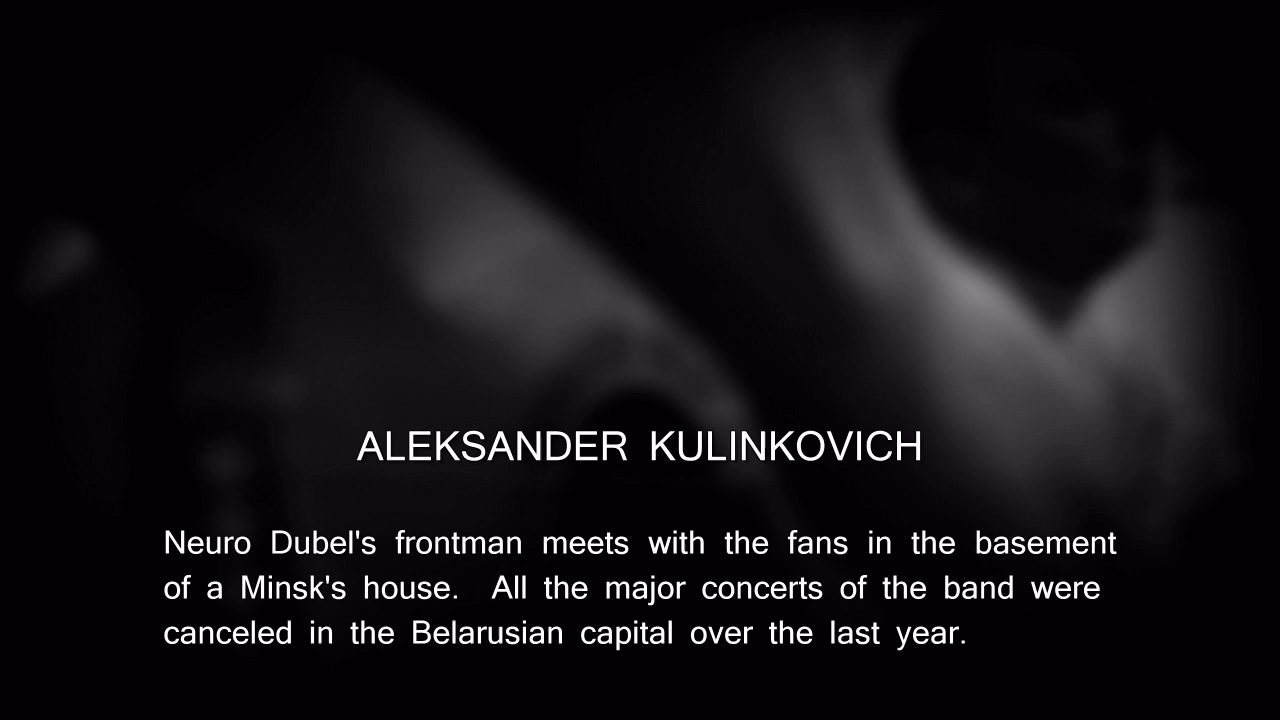 ALEKSANDER KULINKOVICH
Neuro Dubel's frontman meets with the fans in the basement
of a Minsk's house. All the major concerts of the band were
canceled in the Belarusian capital over the last year.